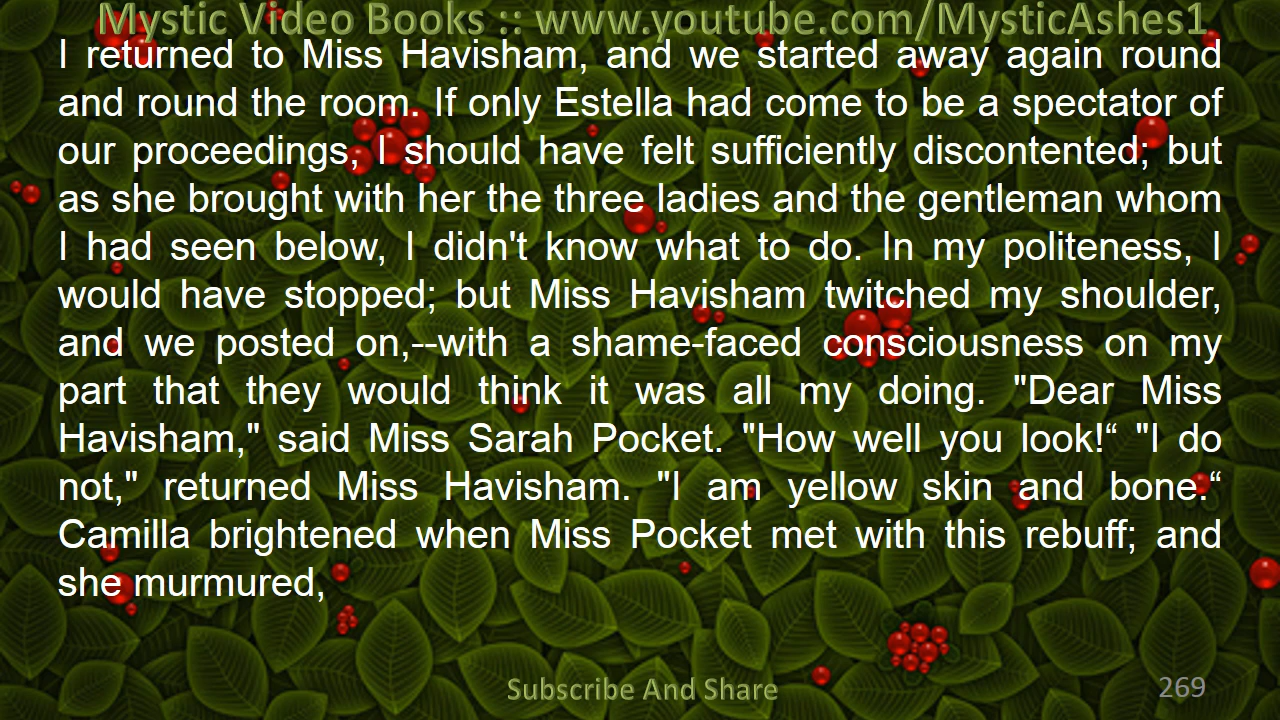 Mystic Video Books :: www.youtube.com/MysticAshes1
I returned to Miss Havisham, and we started away again round
and round the room. If only Estella had come to be a spectator of
our proceedings, I should have felt sufficiently discontented; but
as she brought with her the three ladies and the gentleman whom
I had seen below, I didn't know what to do. In my politeness, I
would have stopped; but Miss Havisham twitched my shoulder,
and we posted on,--with a shame-faced consciousness on my
part that they would think it was all my doing. "Dear Miss
Havisham," said Miss Sarah Pocket. "How well you look!“ "I do
not," returned Miss Havisham. "I am yellow skin and bone.“
Camilla brightened when Miss Pocket met with this rebuff; and
she murmured,
Subscribe And Share
269